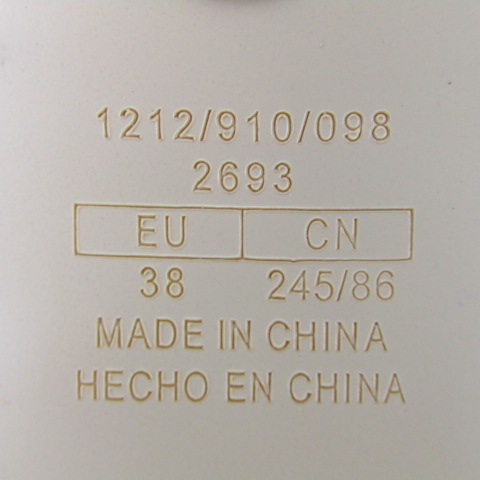 1212/910/098
2693
EU CN
38 245/86
MADE IN CHINA
HECHO EN CHINA